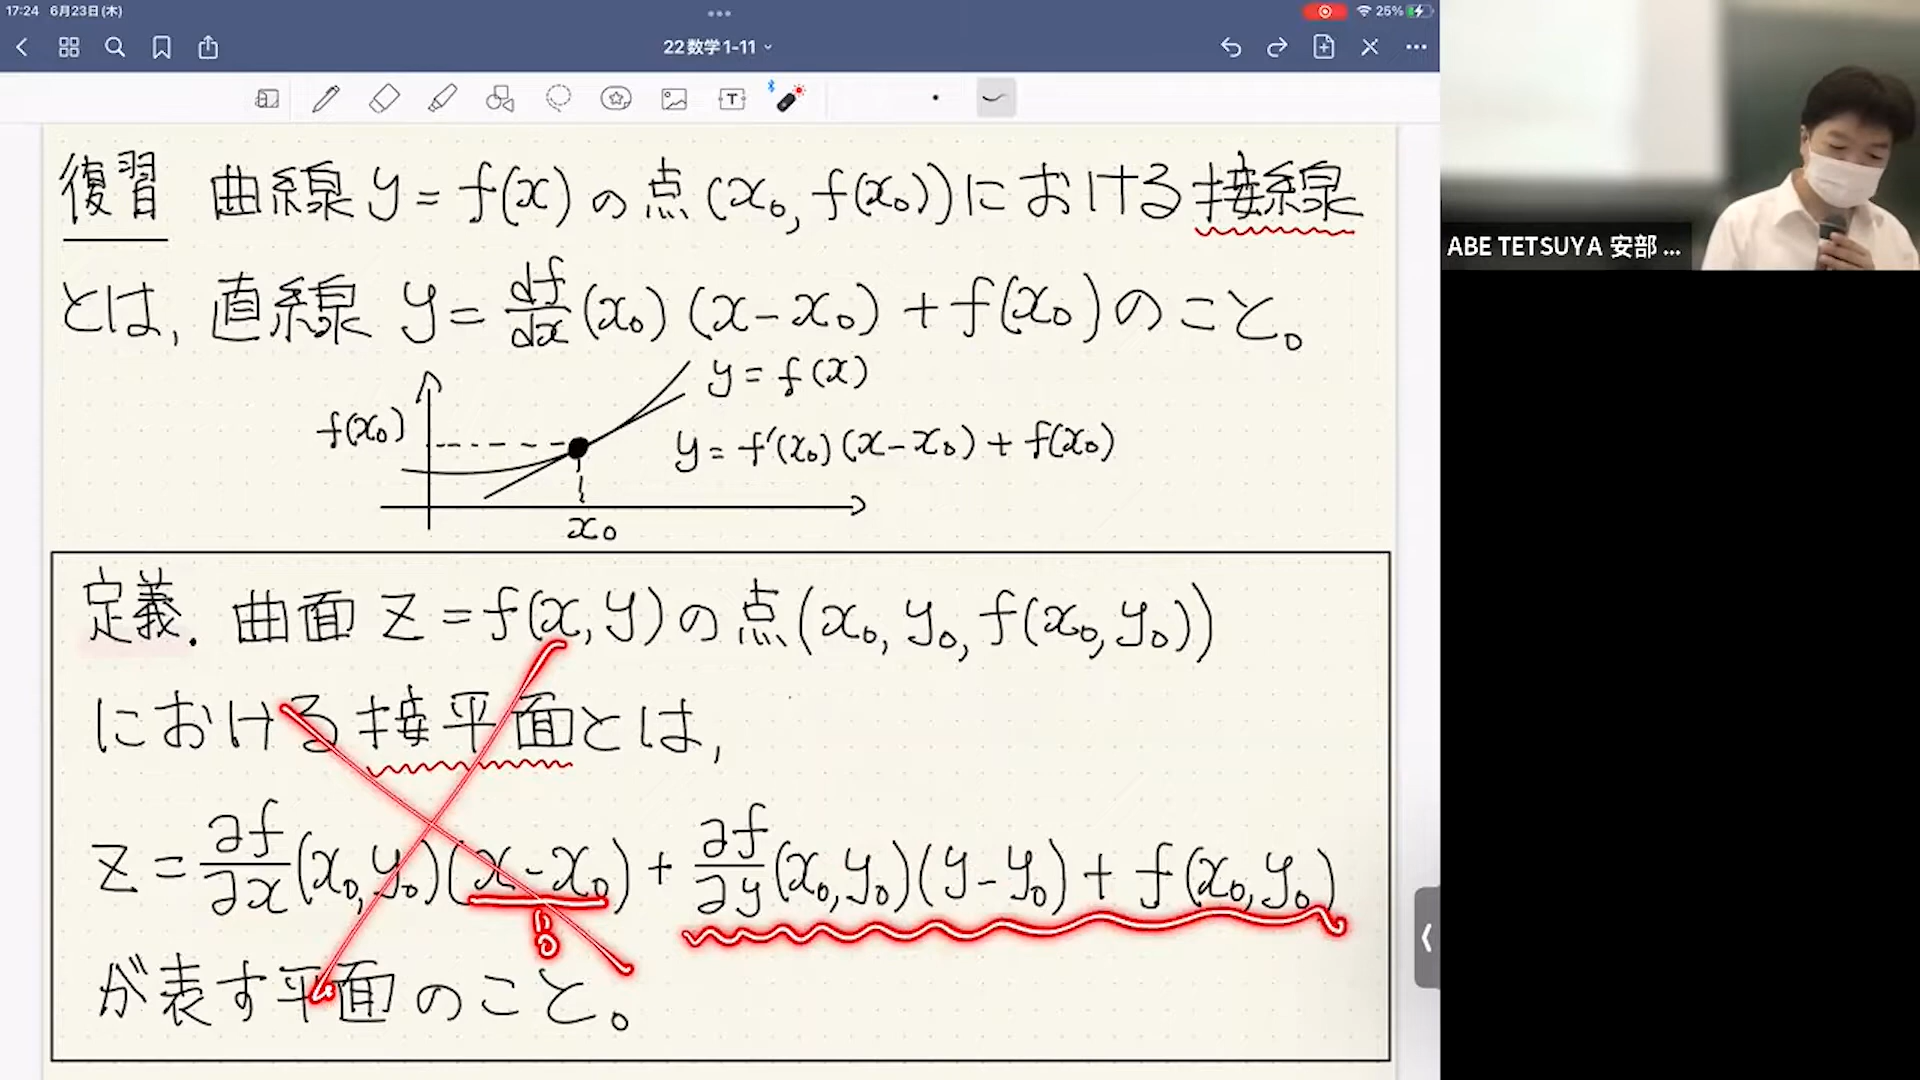 17:24 6月23日(木)
25%
22数学1-11
復習 曲線 y = f(x) の点 (x₀, f(x₀)) における接線
とは, 直線 y = df/dx (x₀) (x - x₀) + f(x₀) のこと。
y = f(x)
f(x₀)
y = f'(x₀)(x - x₀) + f(x₀)
x₀
定義. 曲面 z = f(x, y) の点 (x₀, y₀, f(x₀, y₀))
における接平面とは,
z = ∂f/∂x (x₀, y₀)(x - x₀) + ∂f/∂y (x₀, y₀)(y - y₀) + f(x₀, y₀)
が表す平面のこと。
ABE TETSUYA 安部 ...